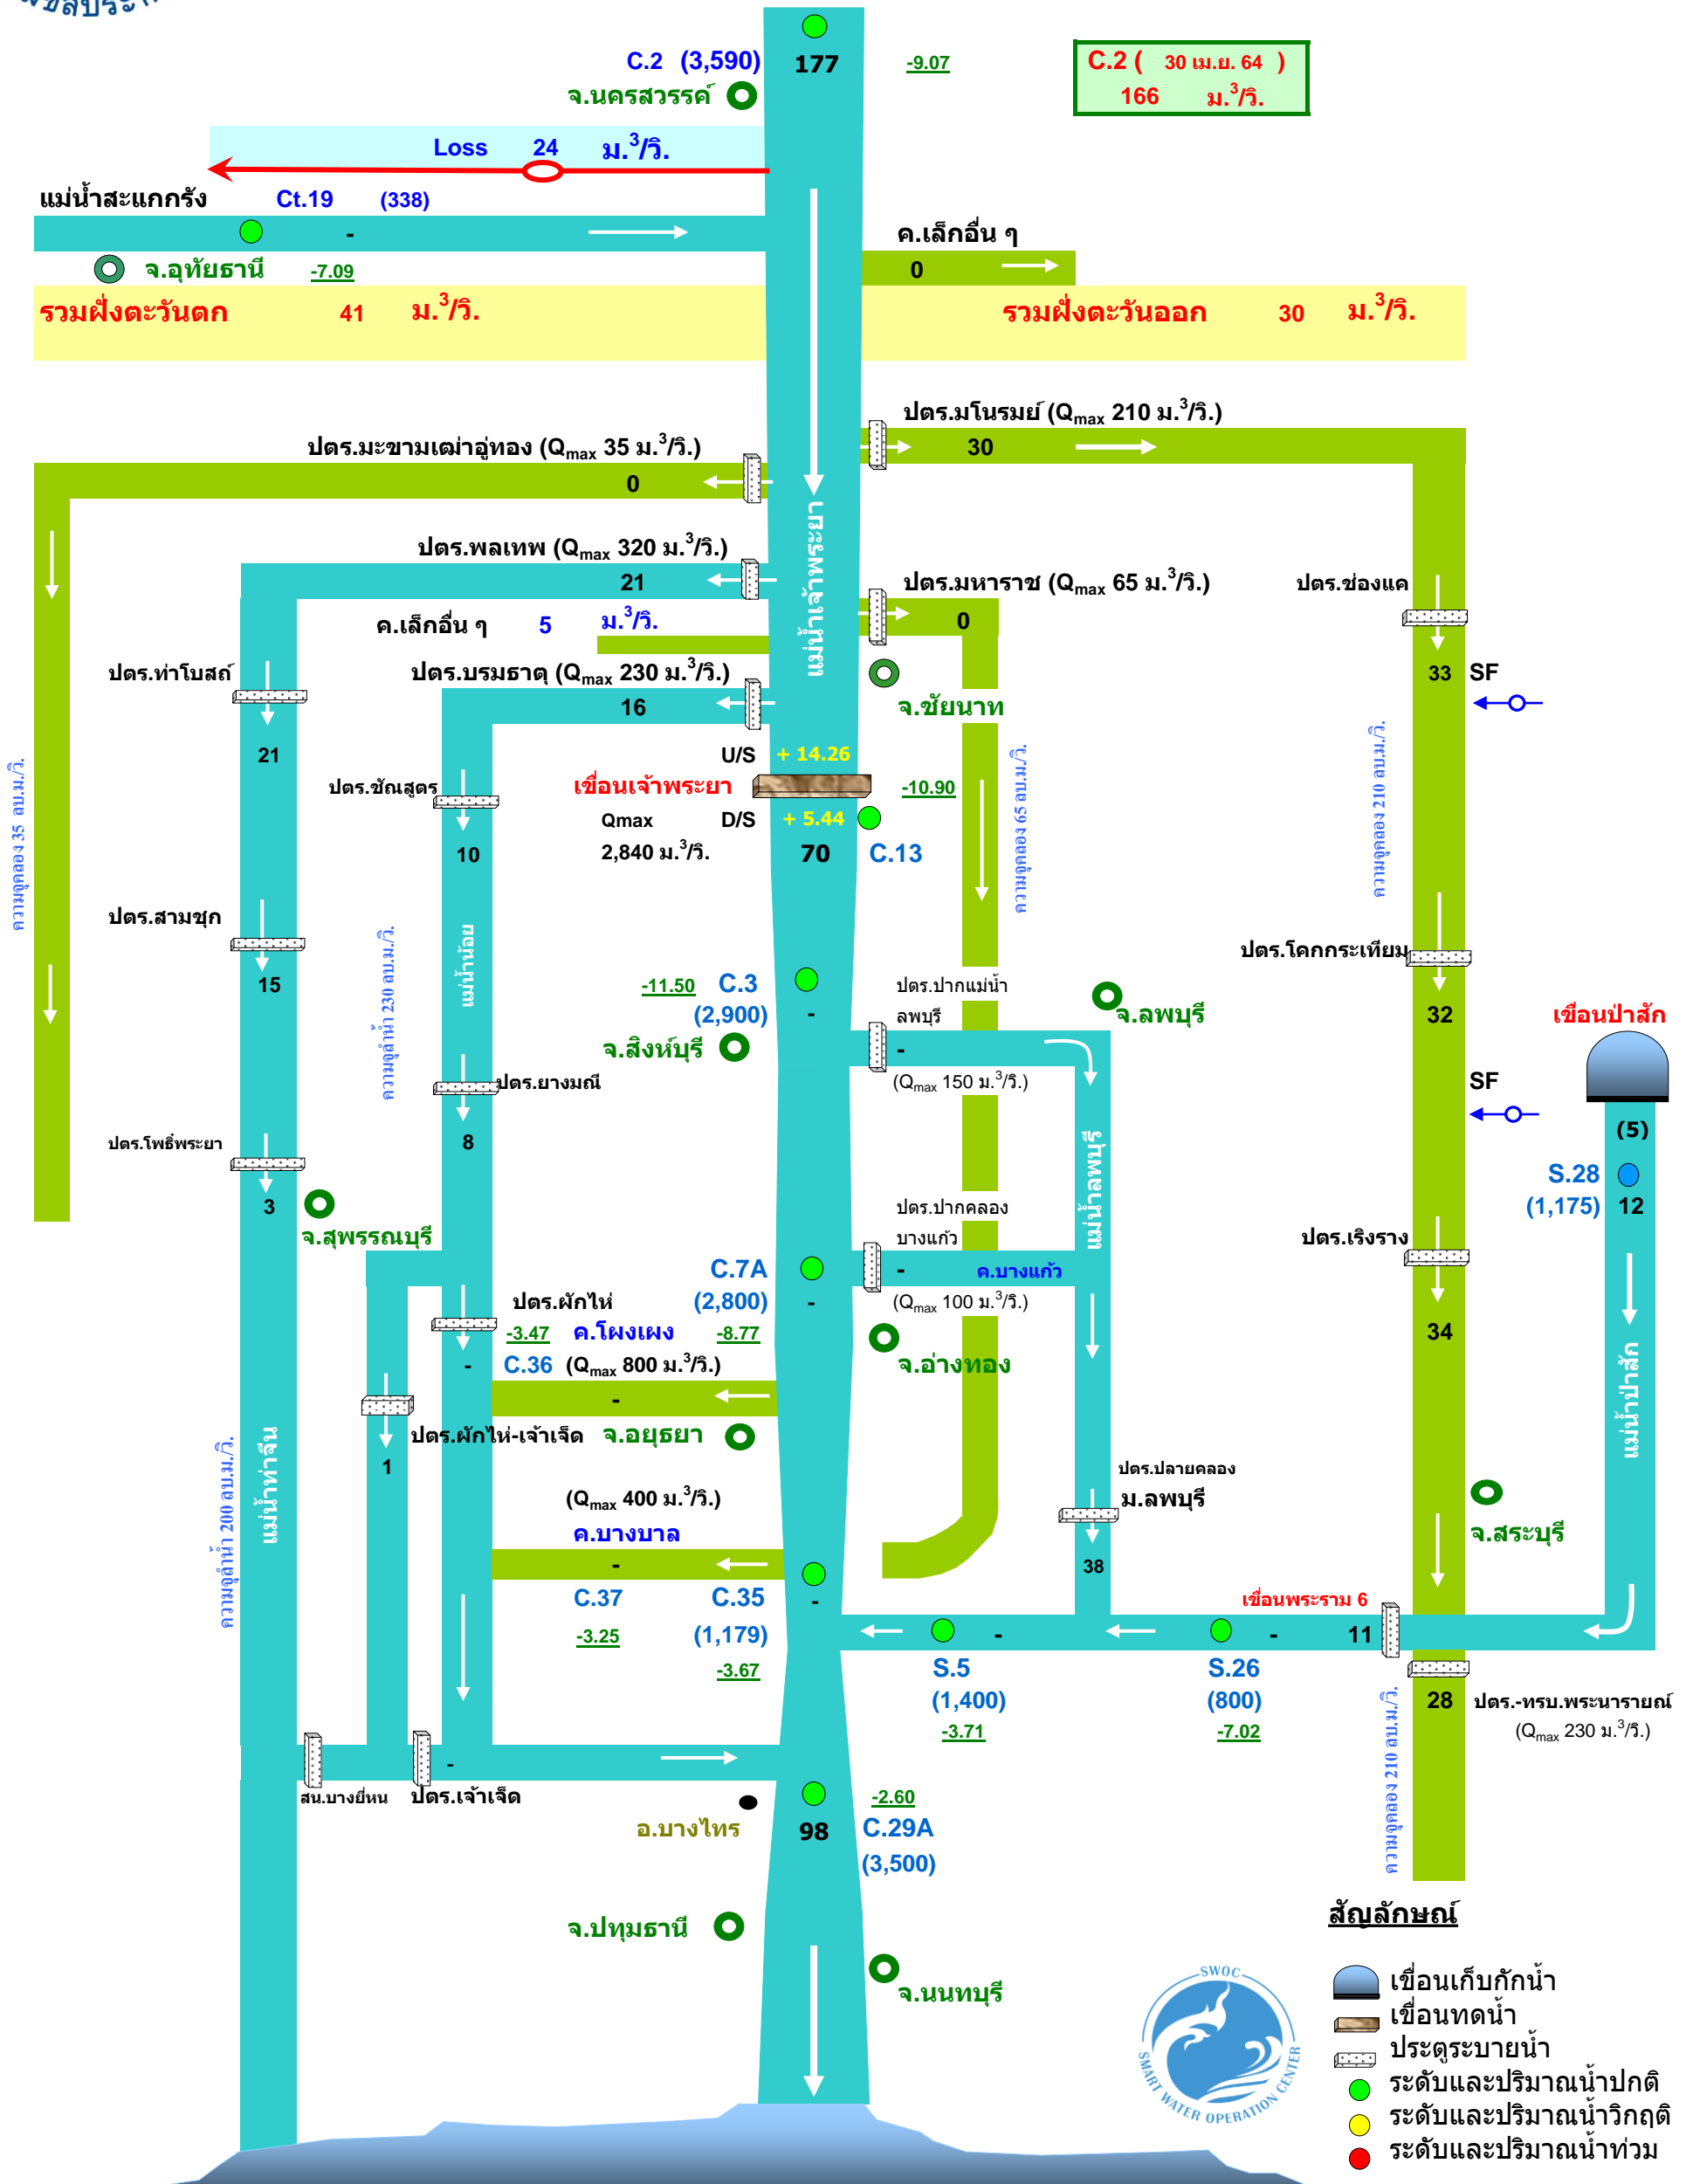 C.2 (3,590)
177
-9.07
C.2 ( 30 เม.ย. 64 )
166 ม.3/วิ.
จ.นครสวรรค์
Loss 24 ม.3/วิ.
แม่น้ำสะแกกรัง Ct.19 (338)
-
ค.เล็กอื่น ๆ
0
จ.อุทัยธานี -7.09
รวมฝั่งตะวันตก 41 ม.3/วิ.
รวมฝั่งตะวันออก 30 ม.3/วิ.
ปตร.มโนรมย์ (Qmax 210 ม.3/วิ.)
30
ปตร.มะขามเฒ่าอู่ทอง (Qmax 35 ม.3/วิ.)
0
แม่น้ำเจ้าพระยา
ปตร.พลเทพ (Qmax 320 ม.3/วิ.)
21
ปตร.มหาราช (Qmax 65 ม.3/วิ.)
0
ปตร.ช่องแค
33 SF
ค.เล็กอื่น ๆ 5 ม.3/วิ.
ปตร.ท่าโบสถ์
21
ปตร.บรมธาตุ (Qmax 230 ม.3/วิ.)
16
จ.ชัยนาท
U/S + 14.26
ปตร.ชัณสูตร
10
เขื่อนเจ้าพระยา
-10.90
Qmax D/S + 5.44
2,840 ม.3/วิ. 70 C.13
ความจุคลอง 35 ลบ.ม./วิ.
ความจุคลอง 65 ลบ.ม./วิ.
ความจุคลอง 210 ลบ.ม./วิ.
ปตร.สามชุก
15
ความจุลำน้ำ 230 ลบ.ม./วิ.
แม่น้ำน้อย
ปตร.โคกกระเทียม
32
-11.50 C.3
(2,900) -
จ.สิงห์บุรี
ปตร.ปากแม่น้ำ
ลพบุรี
-
(Qmax 150 ม.3/วิ.)
จ.ลพบุรี
เขื่อนป่าสัก
SF
(5)
S.28
(1,175) 12
ปตร.ยางมณี
8
ปตร.โพธิ์พระยา
3
จ.สุพรรณบุรี
แม่น้ำลพบุรี
ปตร.ปากคลอง
บางแก้ว
- ค.บางแก้ว
(Qmax 100 ม.3/วิ.)
ปตร.เริงราง
34
C.7A
(2,800) -
ปตร.ผักไห่
-3.47 ค.โผงเผง -8.77
- C.36 (Qmax 800 ม.3/วิ.)
-
จ.อ่างทอง
แม่น้ำป่าสัก
ปตร.ผักไห่-เจ้าเจ็ด จ.อยุธยา
1
แม่น้ำท่าจีน
ความจุลำน้ำ 200 ลบ.ม./วิ.
ปตร.ปลายคลอง
ม.ลพบุรี
38
จ.สระบุรี
(Qmax 400 ม.3/วิ.)
ค.บางบาล
-
C.37 C.35 -
-3.25 (1,179)
-3.67
เขื่อนพระราม 6
- - 11
S.5
(1,400)
-3.71
S.26
(800)
-7.02
28 ปตร.-ทรบ.พระนารายณ์
(Qmax 230 ม.3/วิ.)
ความจุคลอง 210 ลบ.ม./วิ.
-
สน.บางยี่หน ปตร.เจ้าเจ็ด
อ.บางไทร 98
-2.60
C.29A
(3,500)
จ.ปทุมธานี
จ.นนทบุรี
SWOC
SMART WATER OPERATION CENTER
สัญลักษณ์
เขื่อนเก็บกักน้ำ
เขื่อนทดน้ำ
ประตูระบายน้ำ
ระดับและปริมาณน้ำปกติ
ระดับและปริมาณน้ำวิกฤติ
ระดับและปริมาณน้ำท่วม